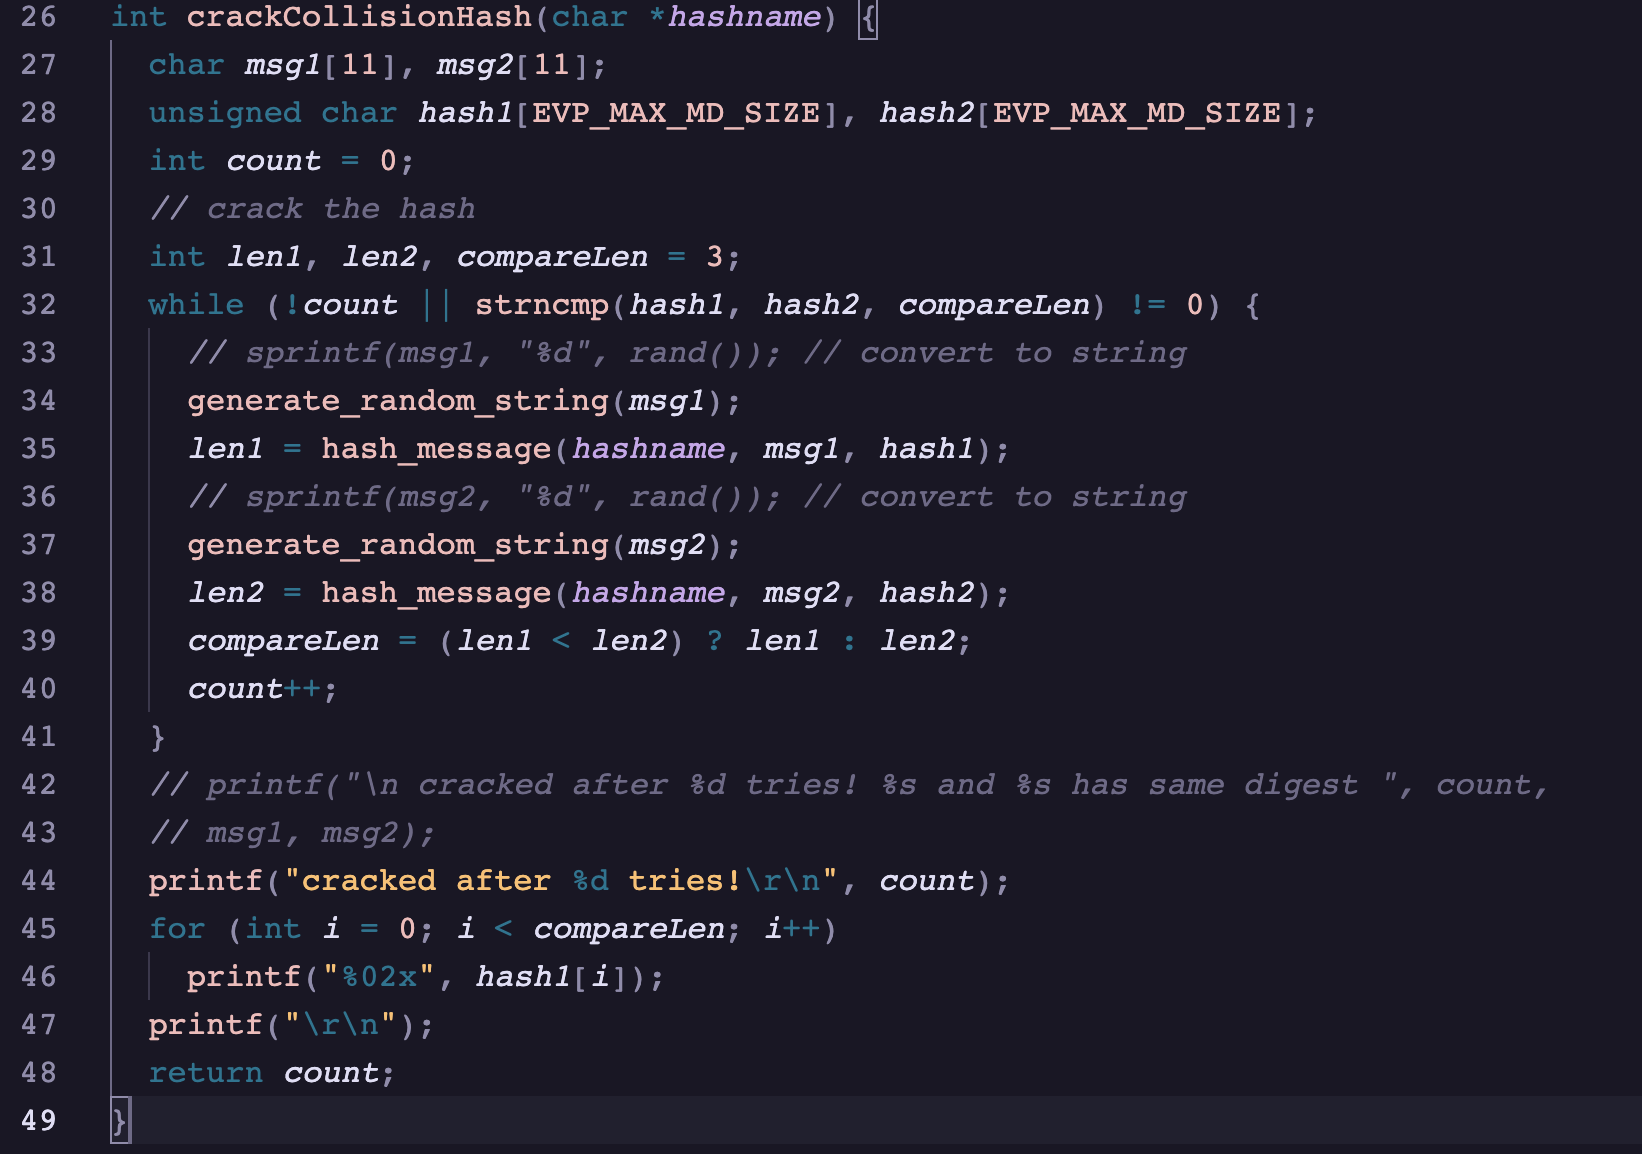 26 int crackCollisionHash(char *hashname) {
27 char msg1[11], msg2[11];
28 unsigned char hash1[EVP_MAX_MD_SIZE], hash2[EVP_MAX_MD_SIZE];
29 int count = 0;
30 // crack the hash
31 int len1, len2, compareLen = 3;
32 while (!count || strncmp(hash1, hash2, compareLen) != 0) {
33 // sprintf(msg1, "%d", rand()); // convert to string
34 generate_random_string(msg1);
35 len1 = hash_message(hashname, msg1, hash1);
36 // sprintf(msg2, "%d", rand()); // convert to string
37 generate_random_string(msg2);
38 len2 = hash_message(hashname, msg2, hash2);
39 compareLen = (len1 < len2) ? len1 : len2;
40 count++;
41 }
42 // printf("\n cracked after %d tries! %s and %s has same digest ", count,
43 // msg1, msg2);
44 printf("cracked after %d tries!\r\n", count);
45 for (int i = 0; i < compareLen; i++)
46 printf("%02x", hash1[i]);
47 printf("\r\n");
48 return count;
49 }